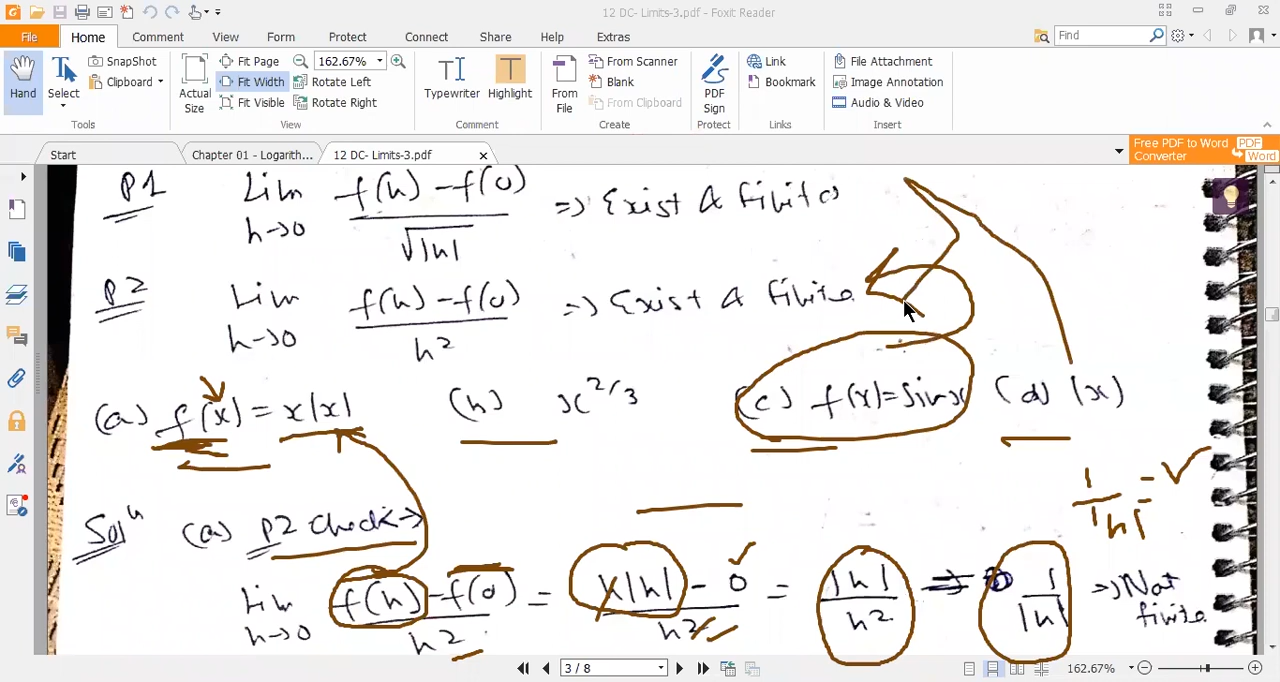 12 DC- Limits-3.pdf - Foxit Reader
File Home Comment View Form Protect Connect Share Help Extras Find
SnapShot Fit Page 162.67% From Scanner Link File Attachment
Hand Select Clipboard Actual Size Fit Width Rotate Left Typewriter Highlight From File Blank PDF Sign Bookmark Image Annotation
Fit Visible Rotate Right From Clipboard Audio & Video
Tools View Comment Create Protect Links Insert
Start Chapter 01 - Logarith... 12 DC- Limits-3.pdf Free PDF to Word Converter PDF Word
P1 Lim h→0 f(h) - f(0) / √|h| => Exist & finite
P2 Lim h→0 f(h) - f(0) / h² => Exist & finite
(a) f(x) = x|x| (b) x^2/3 (c) f(x) = sinx (d) |x|
1/|h| =
Solⁿ (a) P2 Check →
Lim h→0 f(h) - f(0) / h² = h|h| - 0 / h² = |h| / h² => 1/|h| => Not finite
3 / 8 162.67%